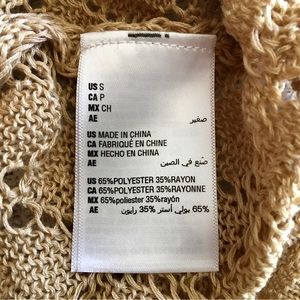 US S
CA P
MX CH
AE صغير
US MADE IN CHINA
CA FABRIQUÉ EN CHINE
MX HECHO EN CHINA
AE صنع في الصين
US 65%POLYESTER 35%RAYON
CA 65%POLYESTER 35%RAYONNE
MX 65%poliester 35%rayón
AE 65% بولي أستر 35% رايون